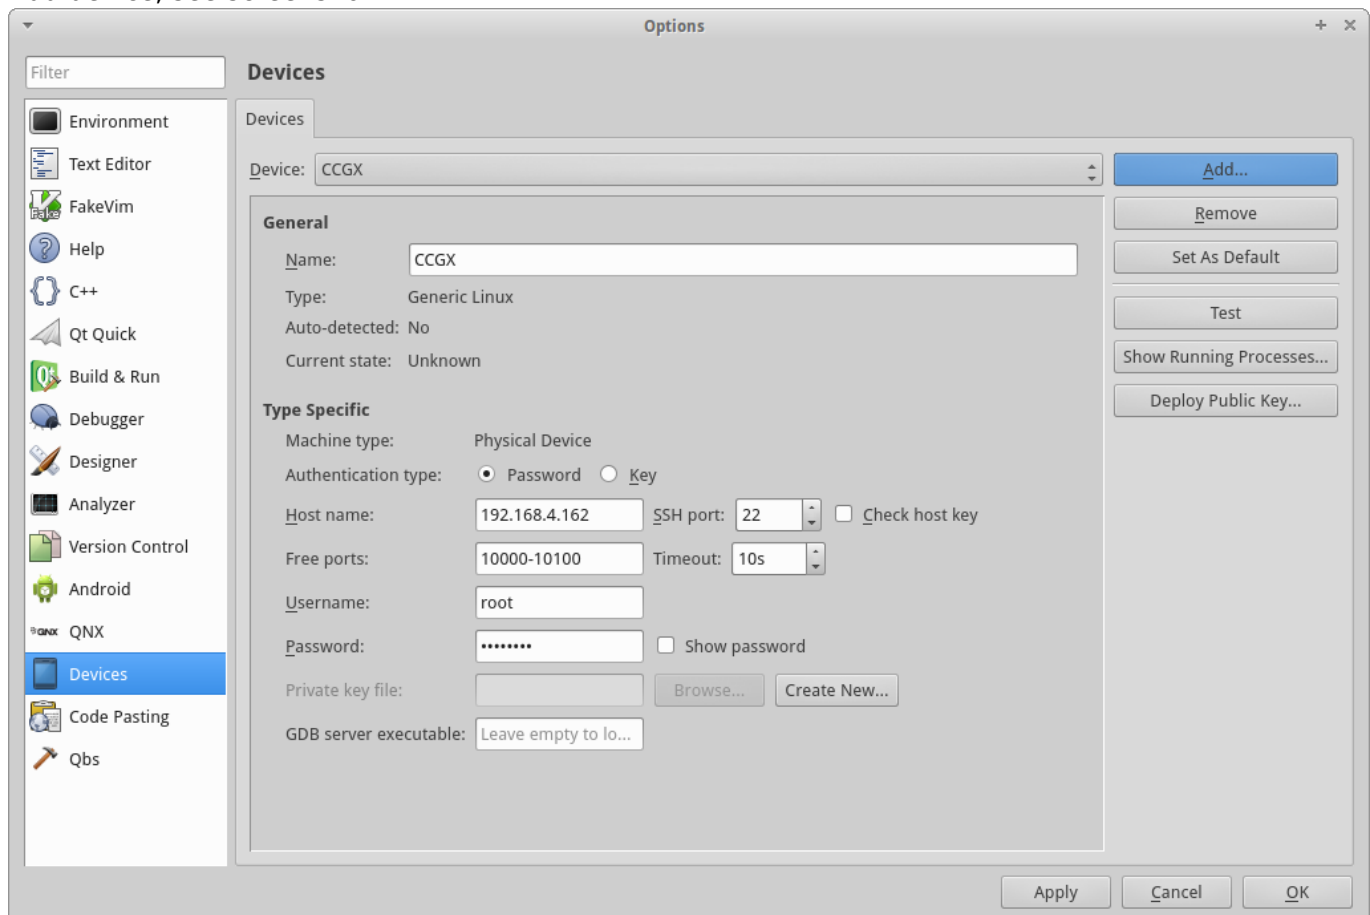 Options
Filter
Devices
Environment
Text Editor
FakeVim
Help
C++
Qt Quick
Build & Run
Debugger
Designer
Analyzer
Version Control
Android
QNX
Devices
Code Pasting
Qbs
Devices
Device: CCGX
General
Name: CCGX
Type: Generic Linux
Auto-detected: No
Current state: Unknown
Type Specific
Machine type: Physical Device
Authentication type: Password Key
Host name: 192.168.4.162 SSH port: 22 Check host key
Free ports: 10000-10100 Timeout: 10s
Username: root
Password: •••••••• Show password
Private key file: Browse... Create New...
GDB server executable: Leave empty to lo...
Add...
Remove
Set As Default
Test
Show Running Processes...
Deploy Public Key...
Apply Cancel OK